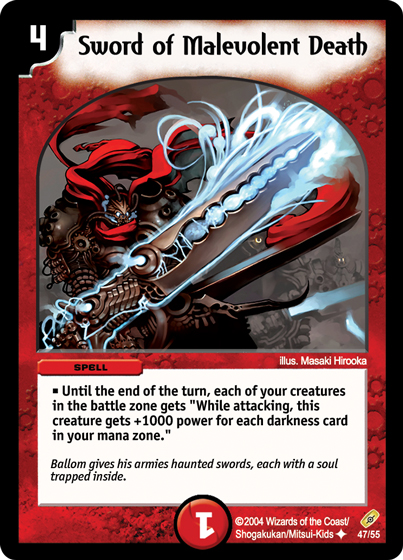 4
Sword of Malevolent Death
illus. Masaki Hirooka
SPELL
▪ Until the end of the turn, each of your creatures
in the battle zone gets "While attacking, this
creature gets +1000 power for each darkness card
in your mana zone."
Ballom gives his armies haunted swords, each with a soul
trapped inside.
1
©2004 Wizards of the Coast/
Shogakukan/Mitsui-Kids ✦ 47/55